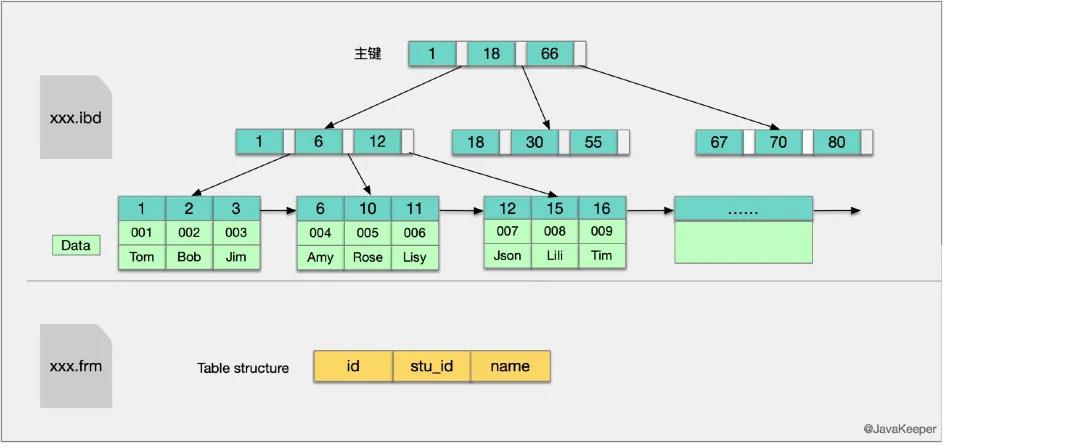 主键
1 18 66
xxx.ibd
1 6 12
18 30 55
67 70 80
1 2 3
6 10 11
12 15 16
......
001 002 003
004 005 006
007 008 009
Data
Tom Bob Jim
Amy Rose Lisy
Json Lili Tim
xxx.frm
Table structure
id stu_id name
@JavaKeeper